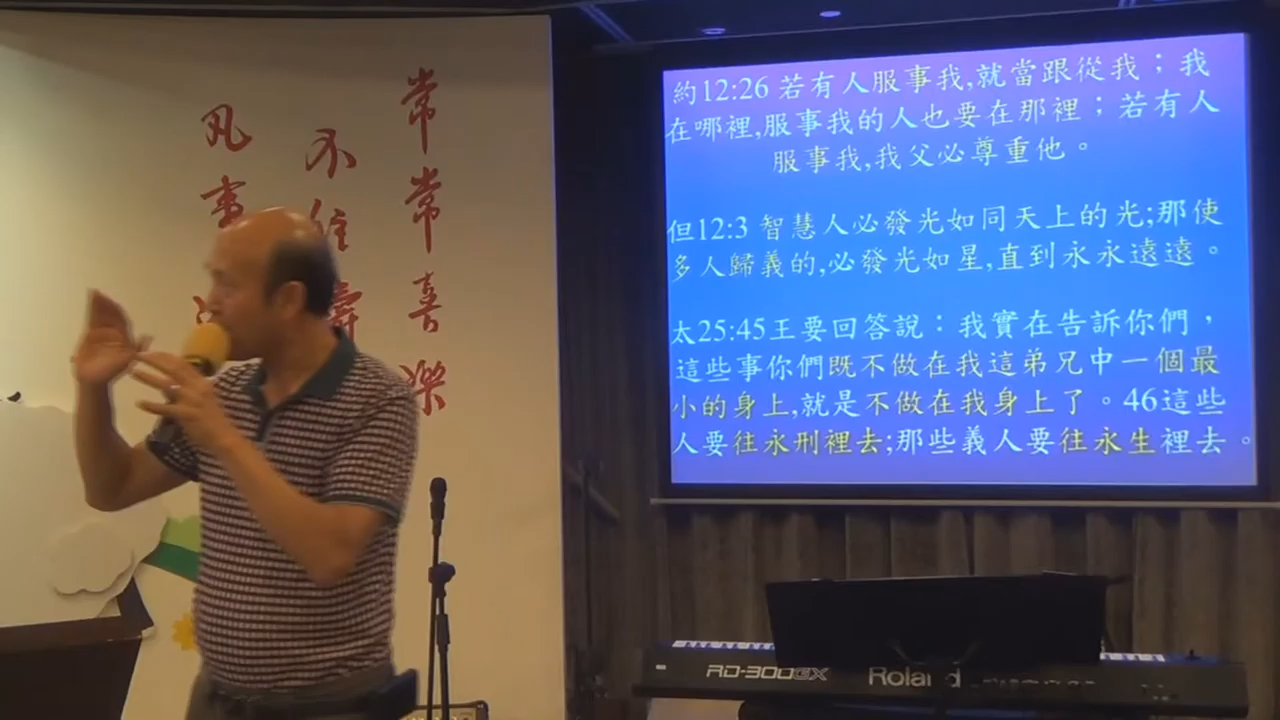 常常喜樂
不住禱
凡事
約12:26 若有人服事我,就當跟從我；我
在哪裡,服事我的人也要在那裡；若有人
服事我,我父必尊重他。
但12:3 智慧人必發光如同天上的光;那使
多人歸義的,必發光如星,直到永永遠遠。
太25:45王要回答說：我實在告訴你們，
這些事你們既不做在我這弟兄中一個最
小的身上,就是不做在我身上了。46這些
人要往永刑裡去;那些義人要往永生裡去。
RD-300GX
Roland